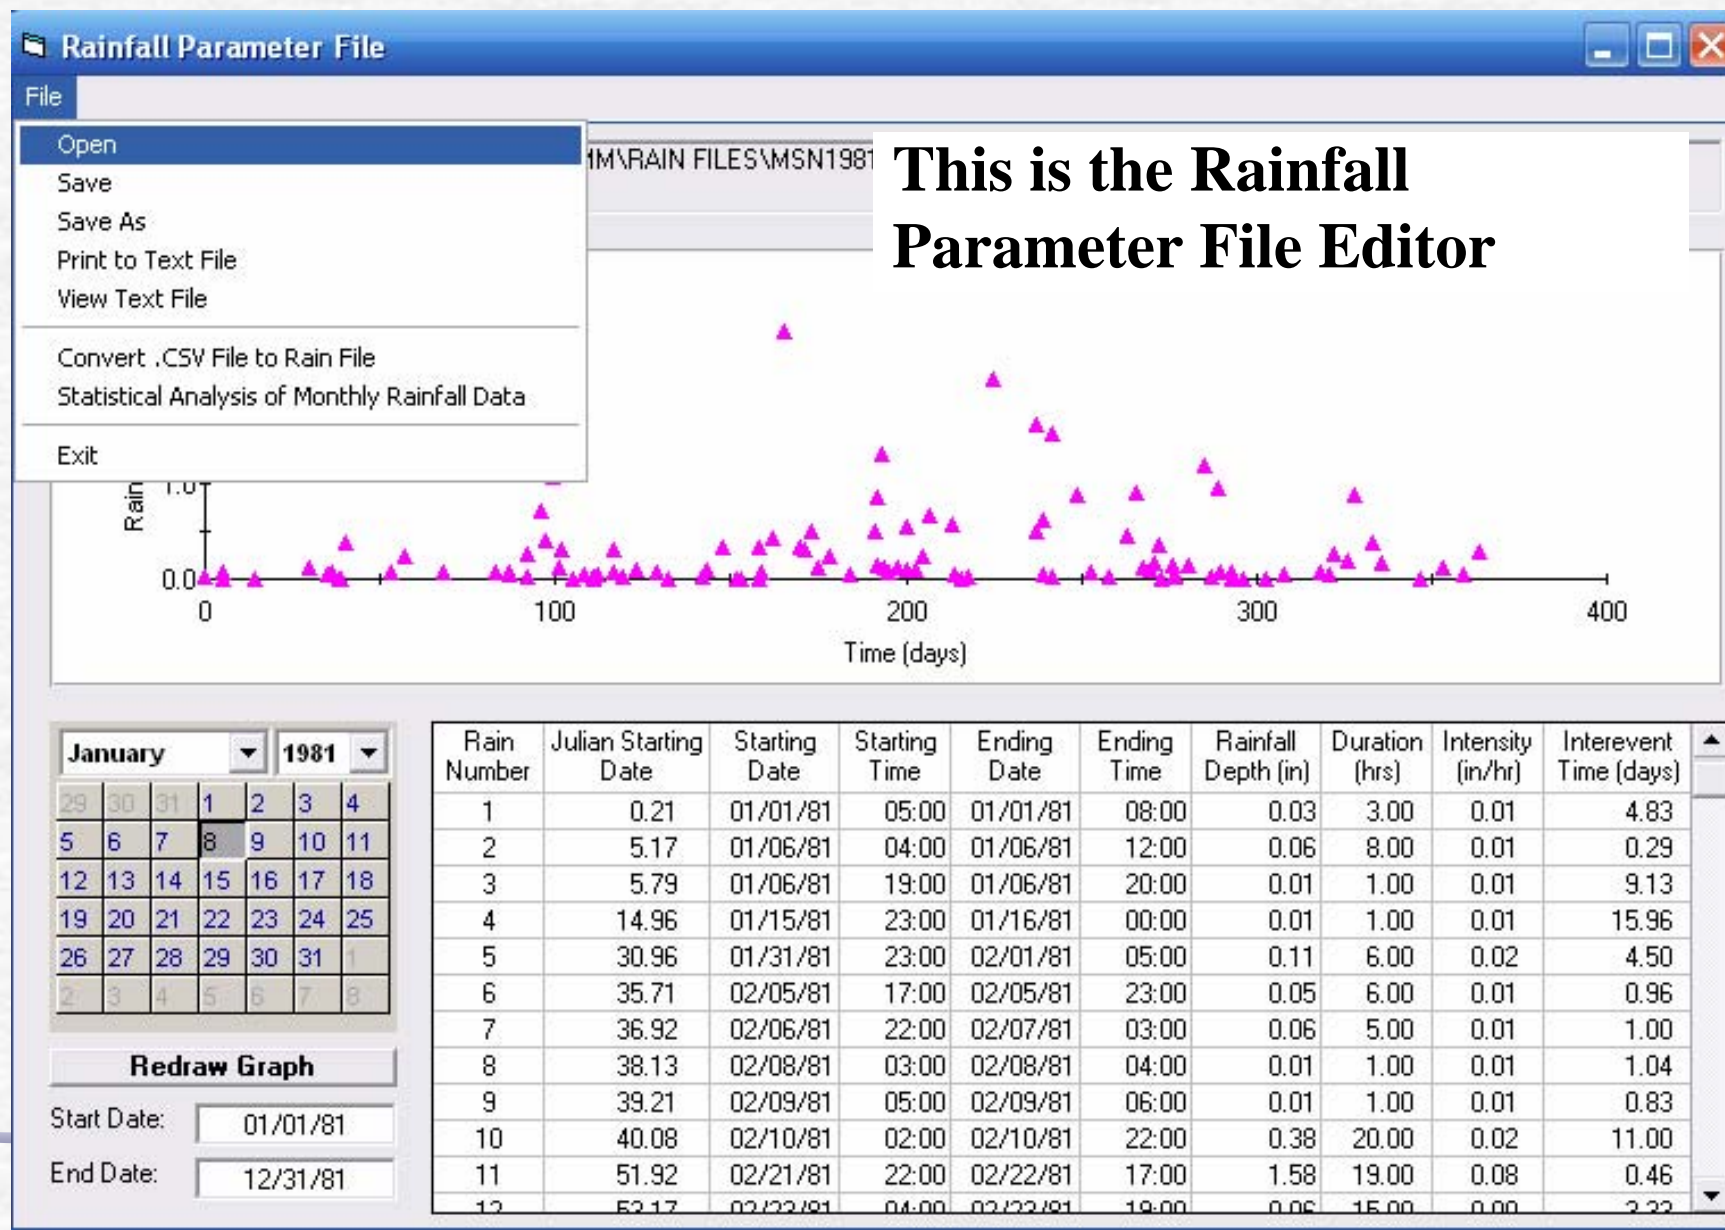 Rainfall Parameter File
File
Open
Save
Save As
Print to Text File
View Text File
Convert .CSV File to Rain File
Statistical Analysis of Monthly Rainfall Data
Exit
\RAIN FILES\MSN1981
This is the Rainfall
Parameter File Editor
Rain
1.0
0.0
0 100 200 300 400
Time (days)
January 1981
29 30 31 1 2 3 4
5 6 7 8 9 10 11
12 13 14 15 16 17 18
19 20 21 22 23 24 25
26 27 28 29 30 31 1
2 3 4 5 6 7 8
Redraw Graph
Start Date: 01/01/81
End Date: 12/31/81
Rain Julian Starting Starting Starting Ending Ending Rainfall Duration Intensity Interevent
Number Date Date Time Date Time Depth (in) (hrs) (in/hr) Time (days)
1 0.21 01/01/81 05:00 01/01/81 08:00 0.03 3.00 0.01 4.83
2 5.17 01/06/81 04:00 01/06/81 12:00 0.06 8.00 0.01 0.29
3 5.79 01/06/81 19:00 01/06/81 20:00 0.01 1.00 0.01 9.13
4 14.96 01/15/81 23:00 01/16/81 00:00 0.01 1.00 0.01 15.96
5 30.96 01/31/81 23:00 02/01/81 05:00 0.11 6.00 0.02 4.50
6 35.71 02/05/81 17:00 02/05/81 23:00 0.05 6.00 0.01 0.96
7 36.92 02/06/81 22:00 02/07/81 03:00 0.06 5.00 0.01 1.00
8 38.13 02/08/81 03:00 02/08/81 04:00 0.01 1.00 0.01 1.04
9 39.21 02/09/81 05:00 02/09/81 06:00 0.01 1.00 0.01 0.83
10 40.08 02/10/81 02:00 02/10/81 22:00 0.38 20.00 0.02 11.00
11 51.92 02/21/81 22:00 02/22/81 17:00 1.58 19.00 0.08 0.46